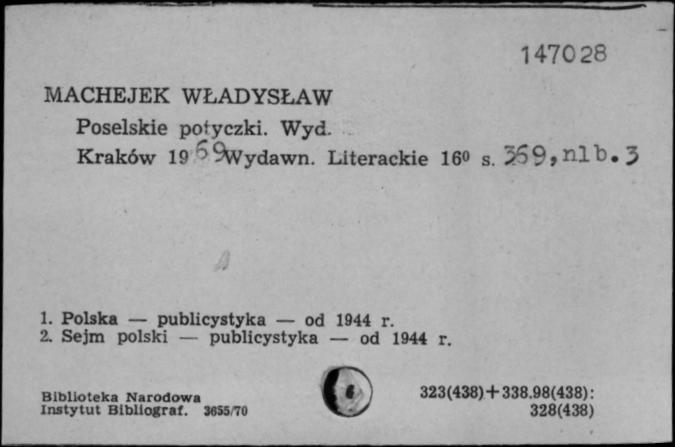 147028
MACHEJEK WŁADYSŁAW
Poselskie potyczki. Wyd.
Kraków 1969 Wydawn. Literackie 16⁰ s. 369, nlb. 3
1. Polska — publicystyka — od 1944 r.
2. Sejm polski — publicystyka — od 1944 r.
Biblioteka Narodowa
Instytut Bibliograf. 3655/70
6
323(438)+338.98(438):
328(438)